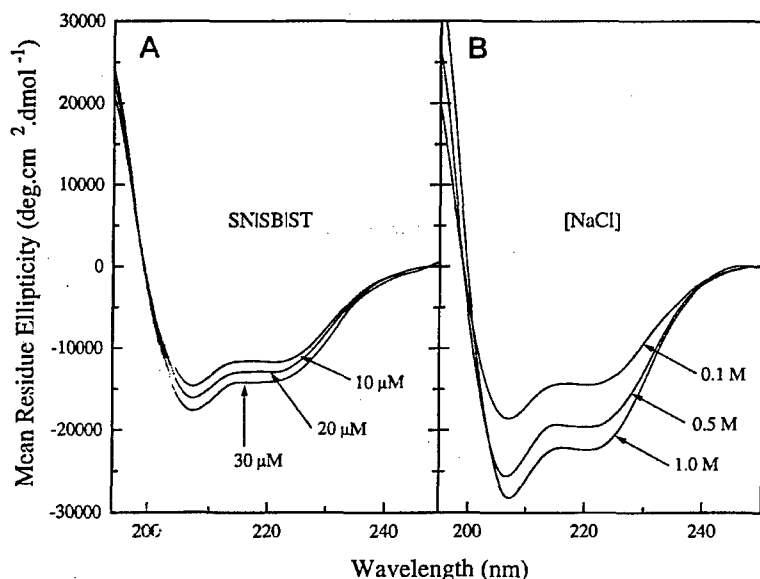 Mean Residue Ellipticity (deg.cm 2.dmol -1)
30000
20000
10000
0
-10000
-20000
-30000
A
SN|SB|ST
10 µM
20 µM
30 µM
B
[NaCl]
0.1 M
0.5 M
1.0 M
200
220
240
200
220
240
Wavelength (nm)